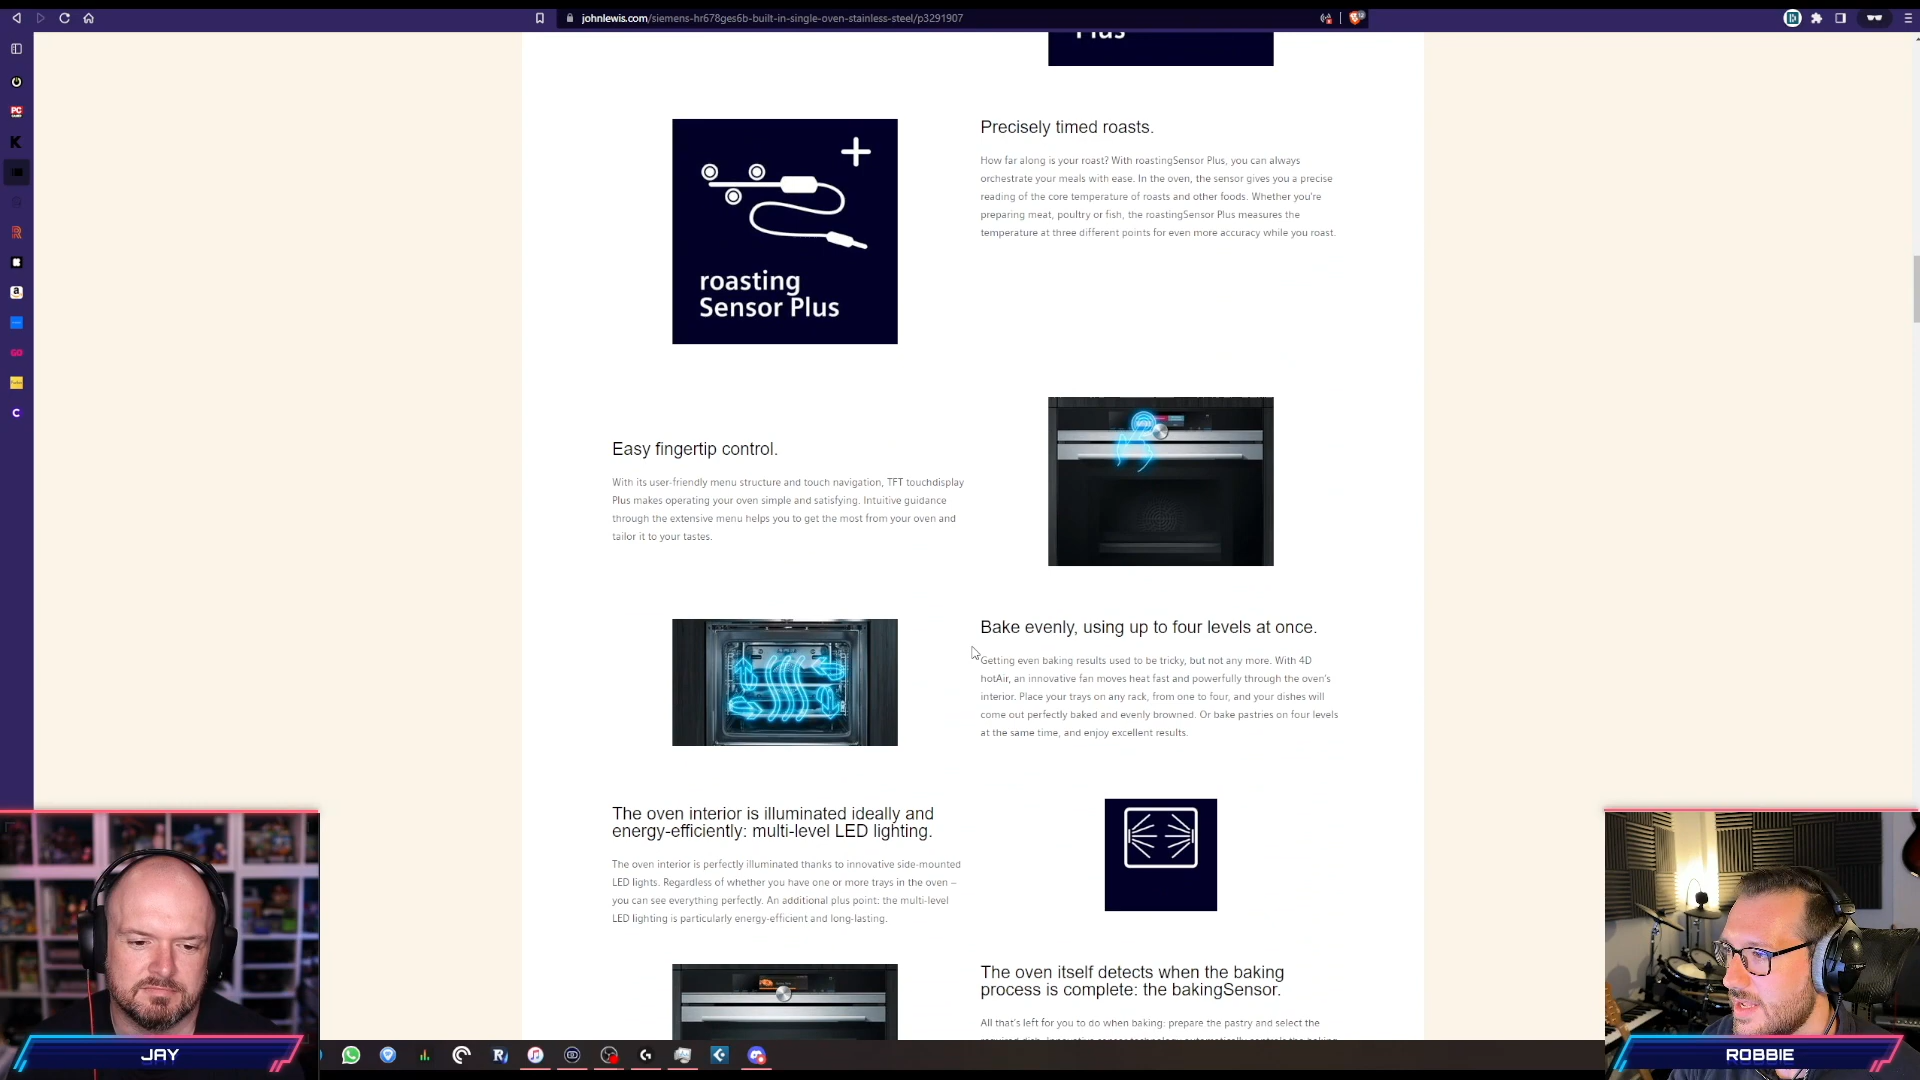 johnlewis.com/siemens-hr678ges6b-built-in-single-oven-stainless-steel/p3291907
Plus
roasting
Sensor Plus
Precisely timed roasts.
How far along is your roast? With roastingSensor Plus, you can always
orchestrate your meals with ease. In the oven, the sensor gives you a precise
reading of the core temperature of roasts and other foods. Whether you're
preparing meat, poultry or fish, the roastingSensor Plus measures the
temperature at three different points for even more accuracy while you roast.
Easy fingertip control.
With its user-friendly menu structure and touch navigation, TFT touchdisplay
Plus makes operating your oven simple and satisfying. Intuitive guidance
through the extensive menu helps you to get the most from your oven and
tailor it to your tastes.
Bake evenly, using up to four levels at once.
Getting even baking results used to be tricky, but not any more. With 4D
hotAir, an innovative fan moves heat fast and powerfully through the oven's
interior. Place your trays on any rack, from one to four, and your dishes will
come out perfectly baked and evenly browned. Or bake pastries on four levels
at the same time, and enjoy excellent results.
The oven interior is illuminated ideally and
energy-efficiently: multi-level LED lighting.
The oven interior is perfectly illuminated thanks to innovative side-mounted
LED lights. Regardless of whether you have one or more trays in the oven –
you can see everything perfectly. An additional plus point: the multi-level
LED lighting is particularly energy-efficient and long-lasting.
The oven itself detects when the baking
process is complete: the bakingSensor.
All that's left for you to do when baking: prepare the pastry and select the
JAY
ROBBIE